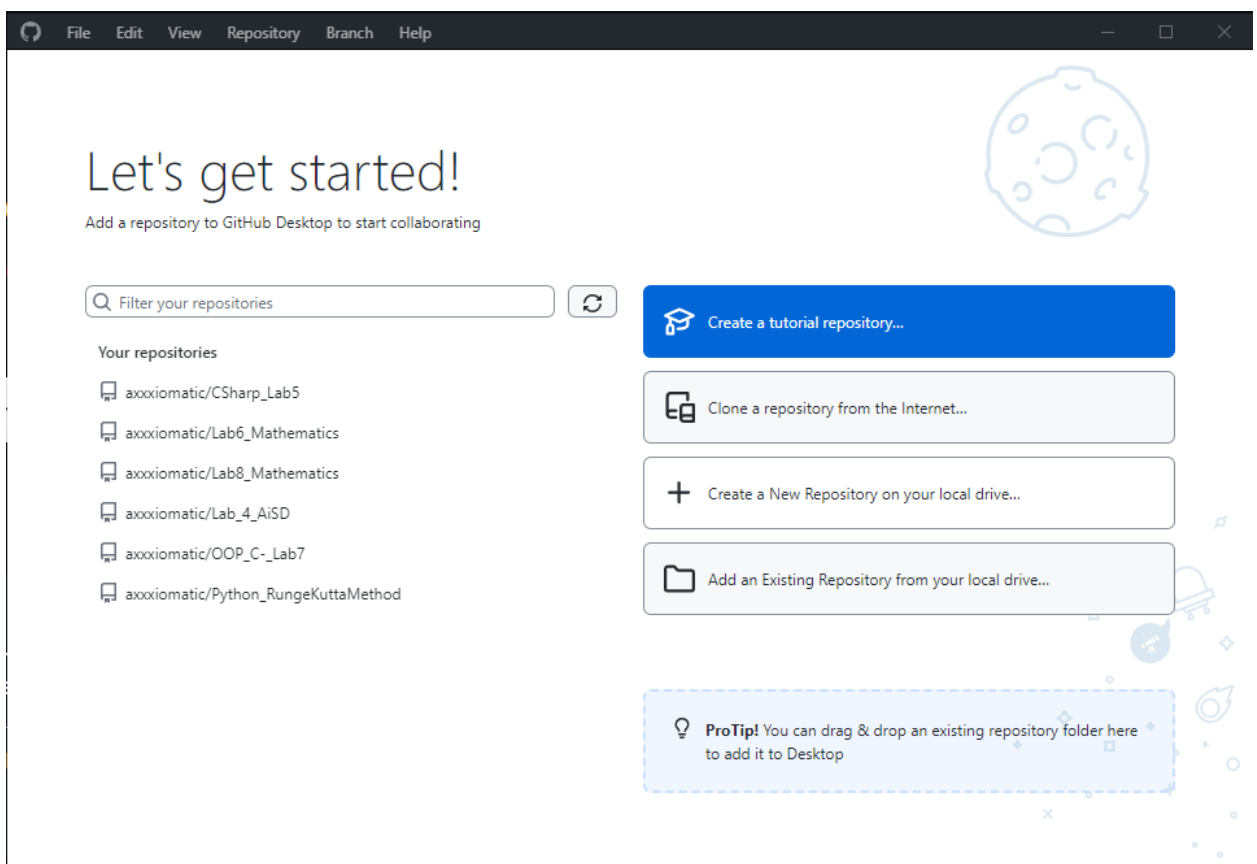 File Edit View Repository Branch Help
Let's get started!
Add a repository to GitHub Desktop to start collaborating
Filter your repositories
Your repositories
axxxiomatic/CSharp_Lab5
axxxiomatic/Lab6_Mathematics
axxxiomatic/Lab8_Mathematics
axxxiomatic/Lab_4_AiSD
axxxiomatic/OOP_C-_Lab7
axxxiomatic/Python_RungeKuttaMethod
Create a tutorial repository...
Clone a repository from the Internet...
Create a New Repository on your local drive...
Add an Existing Repository from your local drive...
ProTip! You can drag & drop an existing repository folder here
to add it to Desktop